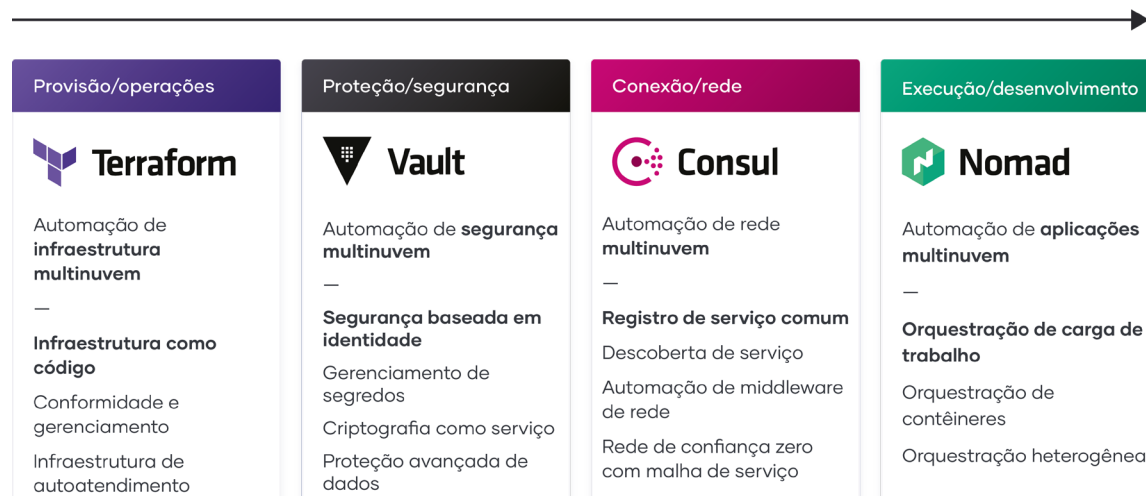 Provisão/operações
Terraform
Automação de
infraestrutura
multinuvem
—
Infraestrutura como
código
Conformidade e
gerenciamento
Infraestrutura de
autoatendimento
Proteção/segurança
Vault
Automação de segurança
multinuvem
—
Segurança baseada em
identidade
Gerenciamento de
segredos
Criptografia como serviço
Proteção avançada de
dados
Conexão/rede
Consul
Automação de rede
multinuvem
—
Registro de serviço comum
Descoberta de serviço
Automação de middleware
de rede
Rede de confiança zero
com malha de serviço
Execução/desenvolvimento
Nomad
Automação de aplicações
multinuvem
—
Orquestração de carga de
trabalho
Orquestração de
contêineres
Orquestração heterogênea